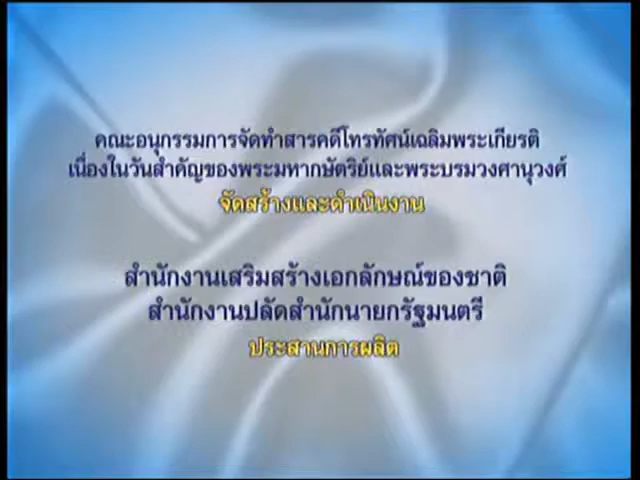 คณะอนุกรรมการจัดทำสารคดีโทรทัศน์เฉลิมพระเกียรติ
เนื่องในวันสำคัญของพระมหากษัตริย์และพระบรมวงศานุวงศ์
จัดสร้างและดำเนินงาน
สำนักงานเสริมสร้างเอกลักษณ์ของชาติ
สำนักงานปลัดสำนักนายกรัฐมนตรี
ประสานการผลิต